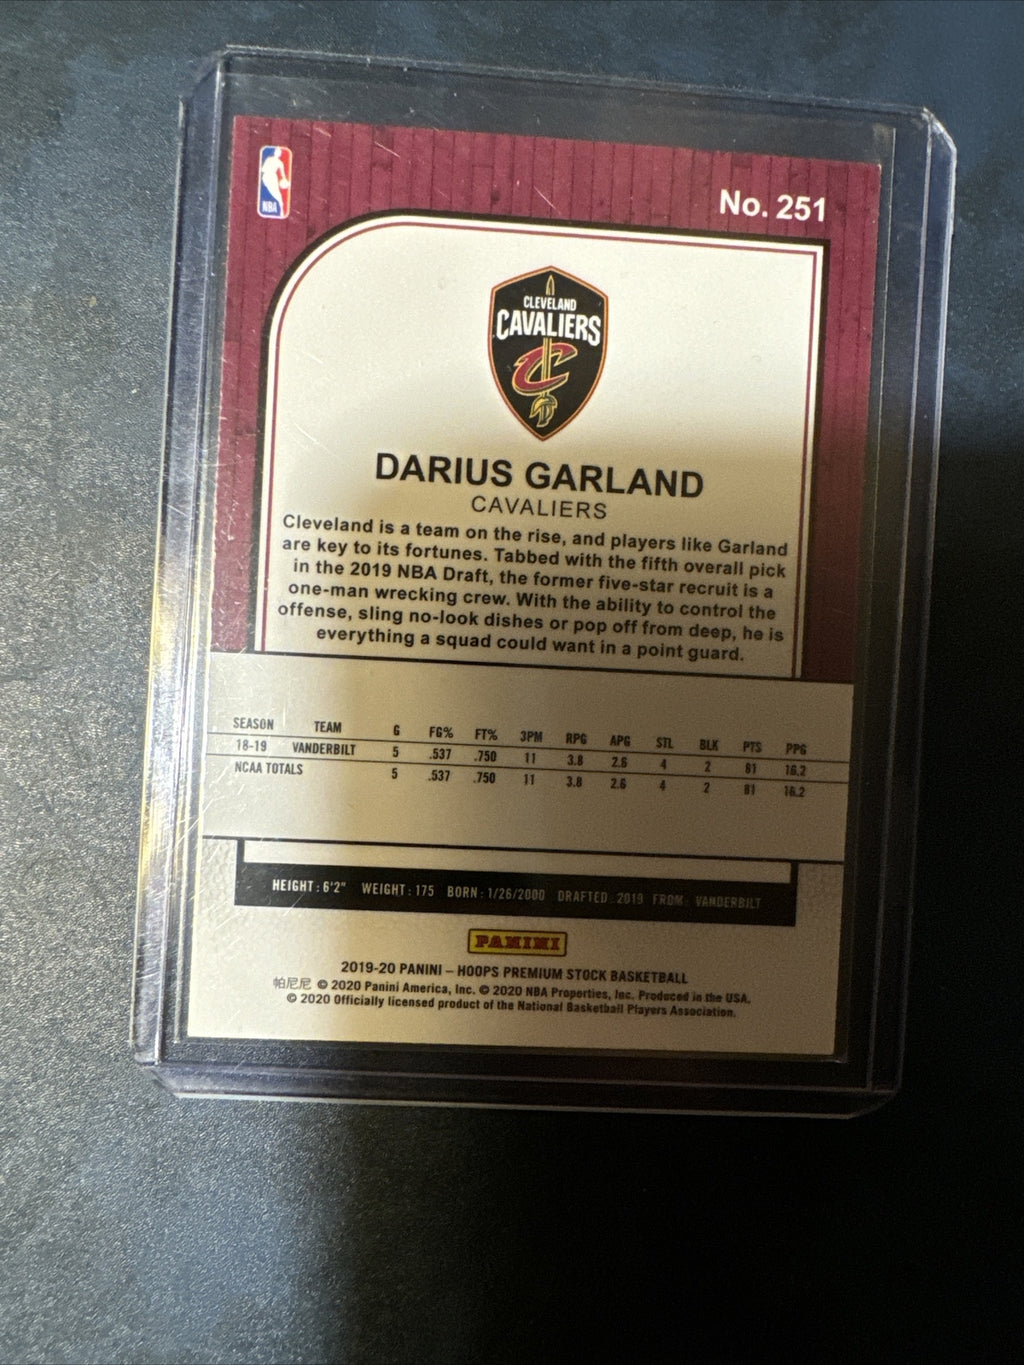 NBA
No. 251
CLEVELAND
CAVALIERS
C
DARIUS GARLAND
CAVALIERS
Cleveland is a team on the rise, and players like Garland
are key to its fortunes. Tabbed with the fifth overall pick
in the 2019 NBA Draft, the former five-star recruit is a
one-man wrecking crew. With the ability to control the
offense, sling no-look dishes or pop off from deep, he is
everything a squad could want in a point guard.
SEASON TEAM G FG% FT% 3PM RPG APG STL BLK PTS PPG
18-19 VANDERBILT 5 .537 .750 11 3.8 2.6 4 2 81 16.2
NCAA TOTALS 5 .537 .750 11 3.8 2.6 4 2 81 16.2
HEIGHT: 6'2" WEIGHT: 175 BORN: 1/26/2000 DRAFTED: 2019 FROM: VANDERBILT
PANINI
2019-20 PANINI – HOOPS PREMIUM STOCK BASKETBALL
帕尼尼 © 2020 Panini America, Inc. © 2020 NBA Properties, Inc. Produced in the USA.
© 2020 Officially licensed product of the National Basketball Players Association.